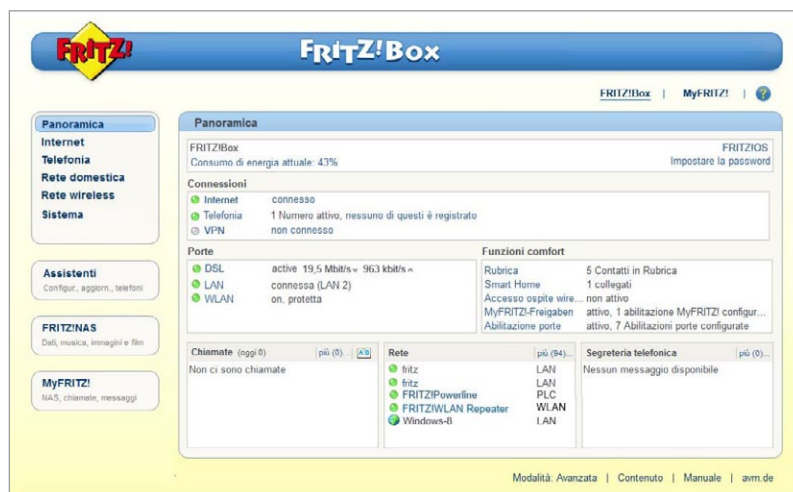 FRITZ!
FRITZ!Box
FRITZ!Box | MyFRITZ! | ?
Panoramica
Internet
Telefonia
Rete domestica
Rete wireless
Sistema
Assistenti
Configur., aggiorn., telefoni
FRITZ!NAS
Dati, musica, immagini e film
MyFRITZ!
NAS, chiamate, messaggi
Panoramica
FRITZ!Box FRITZ!OS
Consumo di energia attuale: 43% Impostare la password
Connessioni
Internet connesso
Telefonia 1 Numero attivo, nessuno di questi è registrato
VPN non connesso
Porte
DSL active 19,5 Mbit/s 963 kbit/s
LAN connessa (LAN 2)
WLAN on, protetta
Funzioni comfort
Rubrica 5 Contatti in Rubrica
Smart Home 1 collegati
Accesso ospite wire... non attivo
MyFRITZ!-Freigaben attivo, 1 abilitazione MyFRITZ! configur...
Abilitazione porte attivo, 7 Abilitazioni porte configurate
Chiamate (oggi 0) più (0)...
Non ci sono chiamate
Rete più (94)...
fritz LAN
fritz LAN
FRITZ!Powerline PLC
FRITZ!WLAN Repeater WLAN
Windows-8 LAN
Segreteria telefonica più (0)...
Nessun messaggio disponibile
Modalità: Avanzata | Contenuto | Manuale | avm.de